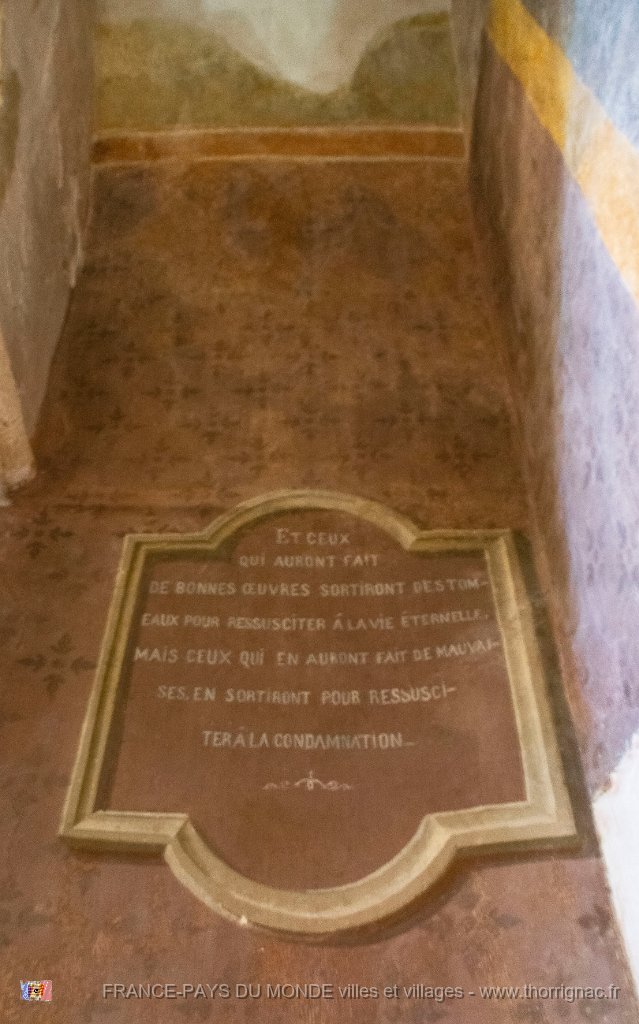 ET CEUX
QUI AURONT FAIT
DE BONNES ŒUVRES SORTIRONT DES TOM-
EAUX POUR RESSUSCITER Á LA VIE ÉTERNELLE,
MAIS CEUX QUI EN AURONT FAIT DE MAUVAI-
SES, EN SORTIRONT POUR RESSUSCI-
TER Á LA CONDAMNATION_
FRANCE-PAYS DU MONDE villes et villages - www.thorrignac.fr